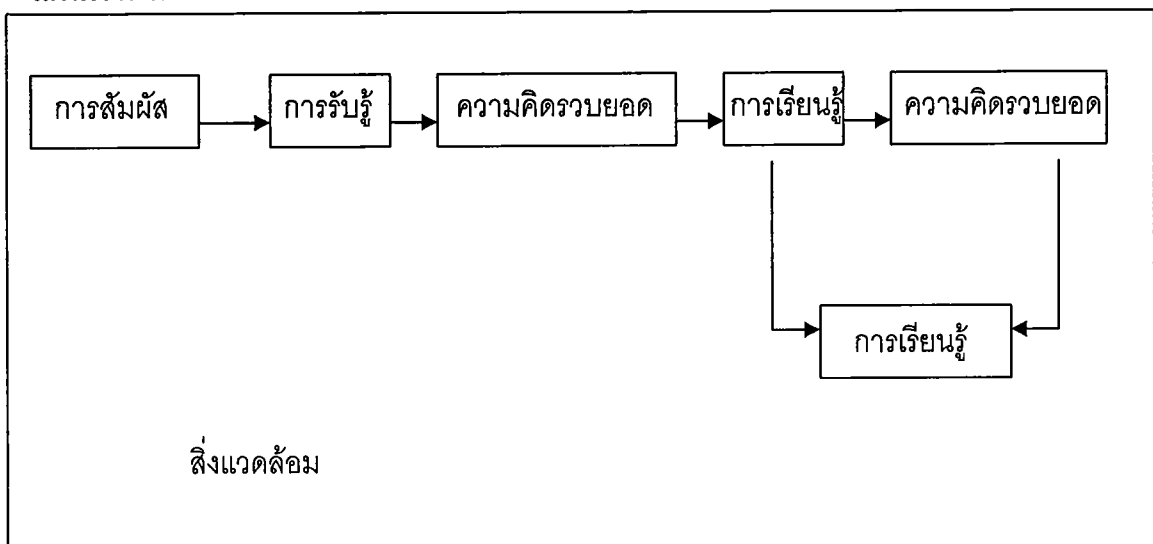 การสัมผัส
การรับรู้
ความคิดรวบยอด
การเรียนรู้
ความคิดรวบยอด
การเรียนรู้
สิ่งแวดล้อม